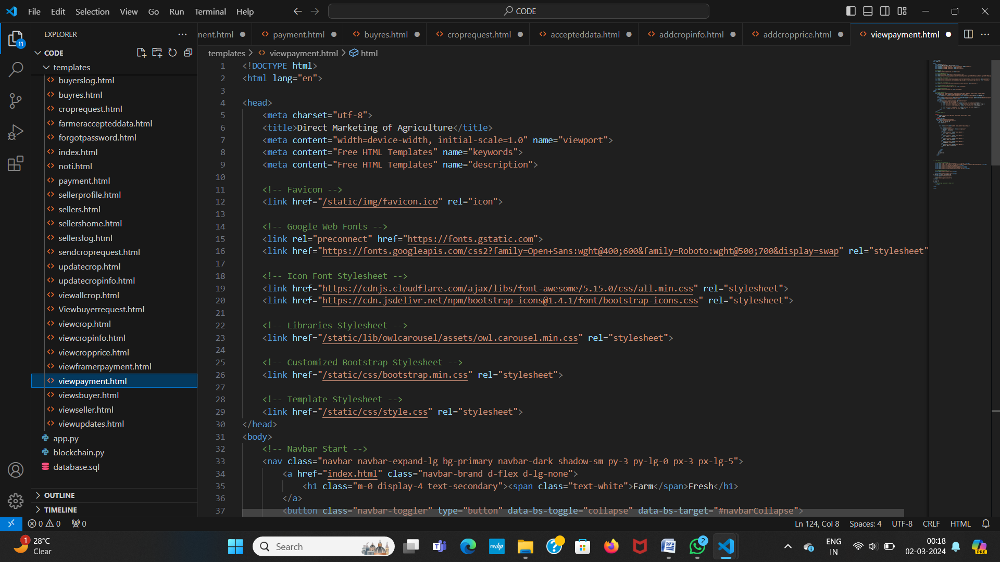 File Edit Selection View Go Run Terminal Help
CODE
EXPLORER
ment.html
payment.html
buyres.html
croprequest.html
accepteddata.html
addcropinfo.html
addcropprice.html
viewpayment.html
11
CODE
templates
buyerslog.html
buyres.html
croprequest.html
farmeraccepteddata.html
forgotpassword.html
index.html
noti.html
payment.html
sellerprofile.html
sellers.html
sellershome.html
sellerslog.html
sendcroprequest.html
updatecrop.html
updatecropinfo.html
viewallcrop.html
Viewbuyerrequest.html
viewcrop.html
viewcropinfo.html
viewcropprice.html
viewframerpayment.html
viewpayment.html
viewsbuyer.html
viewseller.html
viewupdates.html
app.py
blockchain.py
database.sql
OUTLINE
TIMELINE
templates > viewpayment.html > html
1 <!DOCTYPE html>
2 <html lang="en">
3
4 <head>
5 <meta charset="utf-8">
6 <title>Direct Marketing of Agriculture</title>
7 <meta content="width=device-width, initial-scale=1.0" name="viewport">
8 <meta content="Free HTML Templates" name="keywords">
9 <meta content="Free HTML Templates" name="description">
10
11 <!-- Favicon -->
12 <link href="/static/img/favicon.ico" rel="icon">
13
14 <!-- Google Web Fonts -->
15 <link rel="preconnect" href="https://fonts.gstatic.com">
16 <link href="https://fonts.googleapis.com/css2?family=Open+Sans:wght@400;600&family=Roboto:wght@500;700&display=swap" rel="stylesheet"
17
18 <!-- Icon Font Stylesheet -->
19 <link href="https://cdnjs.cloudflare.com/ajax/libs/font-awesome/5.15.0/css/all.min.css" rel="stylesheet">
20 <link href="https://cdn.jsdelivr.net/npm/bootstrap-icons@1.4.1/font/bootstrap-icons.css" rel="stylesheet">
21
22 <!-- Libraries Stylesheet -->
23 <link href="/static/lib/owlcarousel/assets/owl.carousel.min.css" rel="stylesheet">
24
25 <!-- Customized Bootstrap Stylesheet -->
26 <link href="/static/css/bootstrap.min.css" rel="stylesheet">
27
28 <!-- Template Stylesheet -->
29 <link href="/static/css/style.css" rel="stylesheet">
30 </head>
31 <body>
32 <!-- Navbar Start -->
33 <nav class="navbar navbar-expand-lg bg-primary navbar-dark shadow-sm py-3 py-lg-0 px-3 px-lg-5">
34 <a href="index.html" class="navbar-brand d-flex d-lg-none">
35 <h1 class="m-0 display-4 text-secondary"><span class="text-white">Farm</span>Fresh</h1>
36 </a>
37 <button class="navbar-toggler" type="button" data-bs-toggle="collapse" data-bs-target="#navbarCollapse">
0 0 0
Ln 124, Col 8 Spaces: 4 UTF-8 CRLF HTML
1
28°C
Clear
Search
myhp
2
ENG
IN
00:18
02-03-2024
PRE